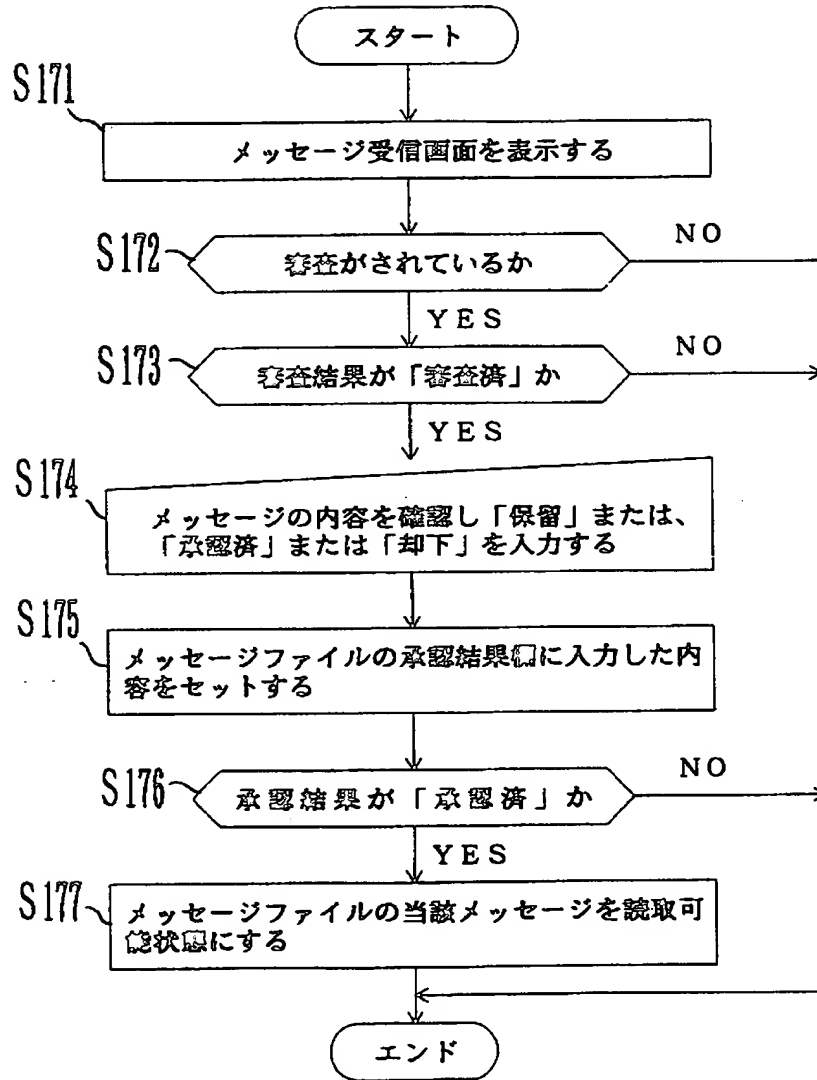 スタート
S171
メッセージ受信画面を表示する
S172
審査がされているか
NO
YES
S173
審査結果が「審査済」か
NO
YES
S174
メッセージの内容を確認し「保留」または、
「承認済」または「却下」を入力する
S175
メッセージファイルの承認結果欄に入力した内
容をセットする
S176
承認結果が「承認済」か
NO
YES
S177
メッセージファイルの当該メッセージを読取可
能状態にする
エンド